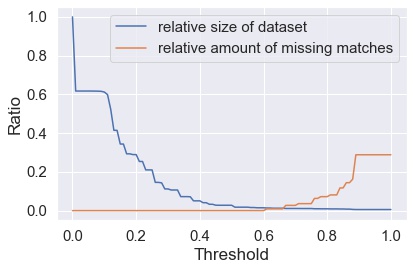 relative size of dataset
relative amount of missing matches
1.0
0.8
0.6
0.4
0.2
0.0
Ratio
0.0 0.2 0.4 0.6 0.8 1.0
Threshold